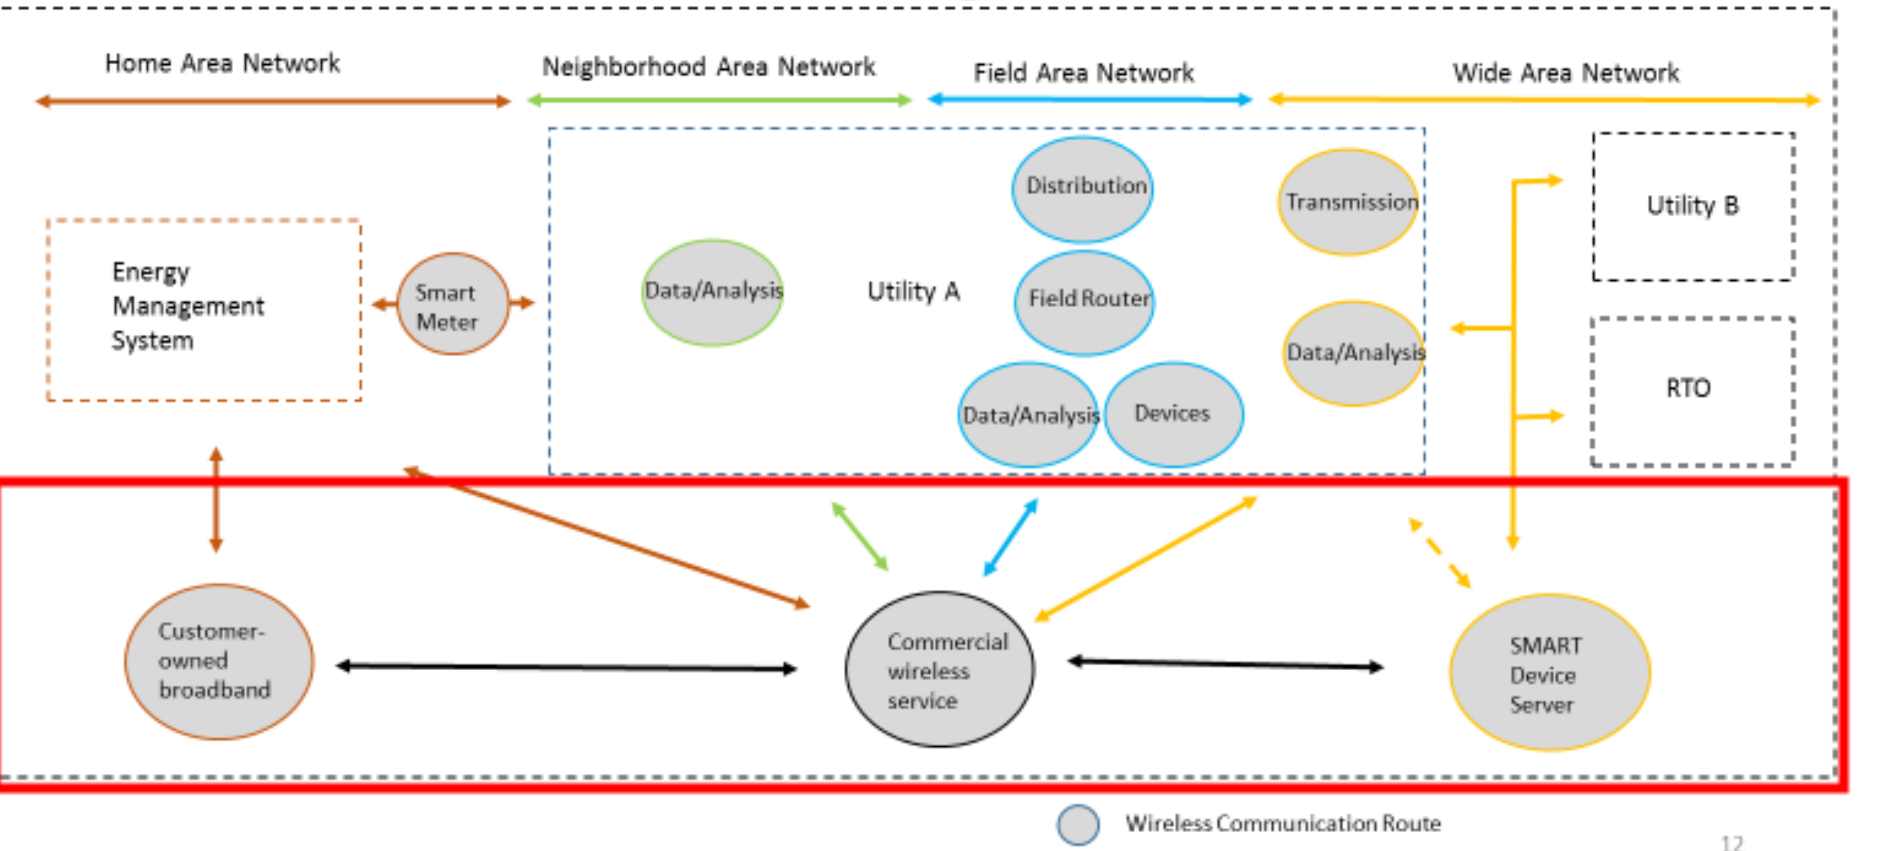 Home Area Network
Neighborhood Area Network
Field Area Network
Wide Area Network
Energy
Management
System
Smart
Meter
Data/Analysis
Utility A
Distribution
Field Router
Data/Analysis
Devices
Transmission
Data/Analysis
Utility B
RTO
Customer-
owned
broadband
Commercial
wireless
service
SMART
Device
Server
Wireless Communication Route
12